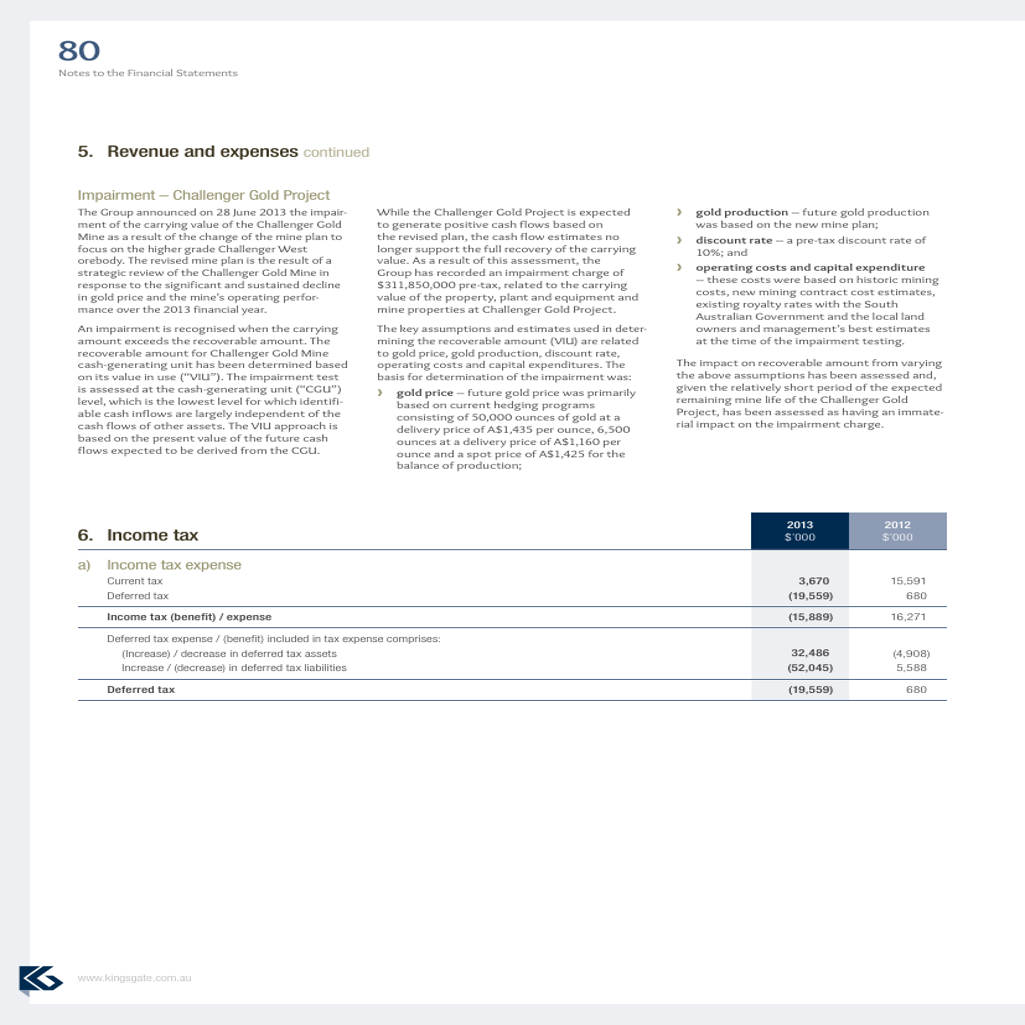 80
Notes to the Financial Statements
5. Revenue and expenses continued
Impairment – Challenger Gold Project
The Group announced on 28 June 2013 the impair-
ment of the carrying value of the Challenger Gold
Mine as a result of the change of the mine plan to
focus on the higher grade Challenger West
orebody. The revised mine plan is the result of a
strategic review of the Challenger Gold Mine in
response to the significant and sustained decline
in gold price and the mine's operating perfor-
mance over the 2013 financial year.
An impairment is recognised when the carrying
amount exceeds the recoverable amount. The
recoverable amount for Challenger Gold Mine
cash-generating unit has been determined based
on its value in use ("VIU"). The impairment test
is assessed at the cash-generating unit ("CGU")
level, which is the lowest level for which identifi-
able cash inflows are largely independent of the
cash flows of other assets. The VIU approach is
based on the present value of the future cash
flows expected to be derived from the CGU.
While the Challenger Gold Project is expected
to generate positive cash flows based on
the revised plan, the cash flow estimates no
longer support the full recovery of the carrying
value. As a result of this assessment, the
Group has recorded an impairment charge of
$311,850,000 pre-tax, related to the carrying
value of the property, plant and equipment and
mine properties at Challenger Gold Project.
The key assumptions and estimates used in deter-
mining the recoverable amount (VIU) are related
to gold price, gold production, discount rate,
operating costs and capital expenditures. The
basis for determination of the impairment was:
› gold price – future gold price was primarily
based on current hedging programs
consisting of 50,000 ounces of gold at a
delivery price of A$1,435 per ounce, 6,500
ounces at a delivery price of A$1,160 per
ounce and a spot price of A$1,425 for the
balance of production;
› gold production – future gold production
was based on the new mine plan;
› discount rate – a pre-tax discount rate of
10%; and
› operating costs and capital expenditure
– these costs were based on historic mining
costs, new mining contract cost estimates,
existing royalty rates with the South
Australian Government and the local land
owners and management's best estimates
at the time of the impairment testing.
The impact on recoverable amount from varying
the above assumptions has been assessed and,
given the relatively short period of the expected
remaining mine life of the Challenger Gold
Project, has been assessed as having an immate-
rial impact on the impairment charge.
2013 2012
6. Income tax $'000 $'000
a) Income tax expense
Current tax 3,670 15,591
Deferred tax (19,559) 680
Income tax (benefit) / expense (15,889) 16,271
Deferred tax expense / (benefit) included in tax expense comprises:
(Increase) / decrease in deferred tax assets 32,486 (4,908)
Increase / (decrease) in deferred tax liabilities (52,045) 5,588
Deferred tax (19,559) 680
www.kingsgate.com.au